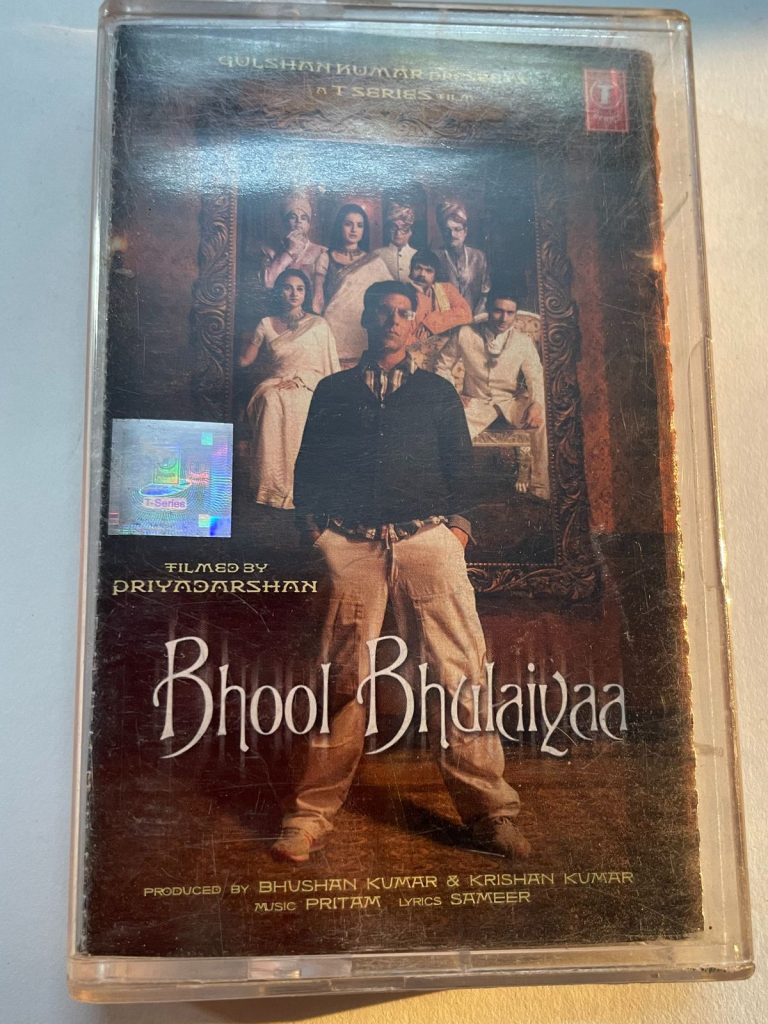 GULSHAN KUMAR PRESENTS
A T SERIES FILM
T
T-Series
FILMED BY
PRIYADARSHAN
Bhool Bhulaiyaa
PRODUCED BY BHUSHAN KUMAR & KRISHAN KUMAR
MUSIC PRITAM LYRICS SAMEER